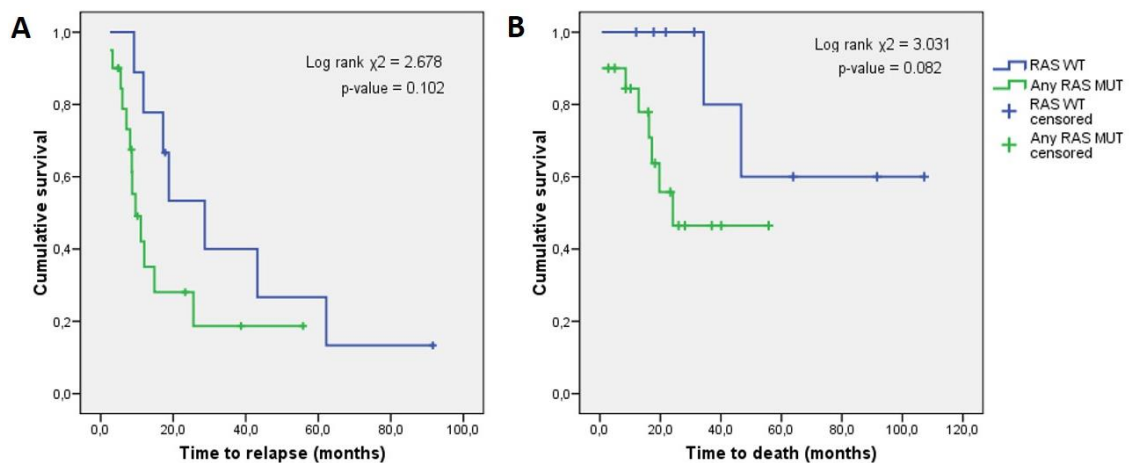 A
Log rank χ2 = 2.678
p-value = 0.102
Cumulative survival
1,0
0,8
0,6
0,4
0,2
0,0
0,0 20,0 40,0 60,0 80,0 100,0
Time to relapse (months)
B
Log rank χ2 = 3.031
p-value = 0.082
Cumulative survival
1,0
0,8
0,6
0,4
0,2
0,0
0,0 20,0 40,0 60,0 80,0 100,0 120,0
Time to death (months)
RAS WT
Any RAS MUT
RAS WT
censored
Any RAS MUT
censored